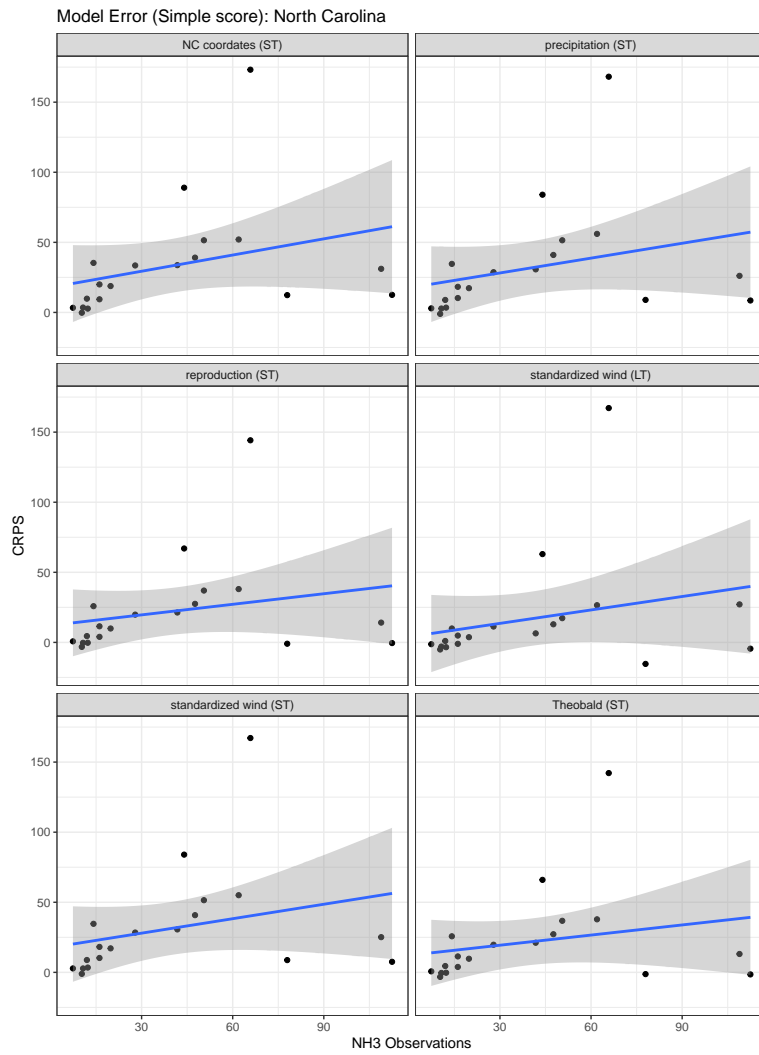 Model Error (Simple score): North Carolina
NC coordates (ST)
precipitation (ST)
150
100
50
0
reproduction (ST)
standardized wind (LT)
150
100
50
0
CRPS
standardized wind (ST)
Theobald (ST)
150
100
50
0
30
60
90
30
60
90
NH3 Observations